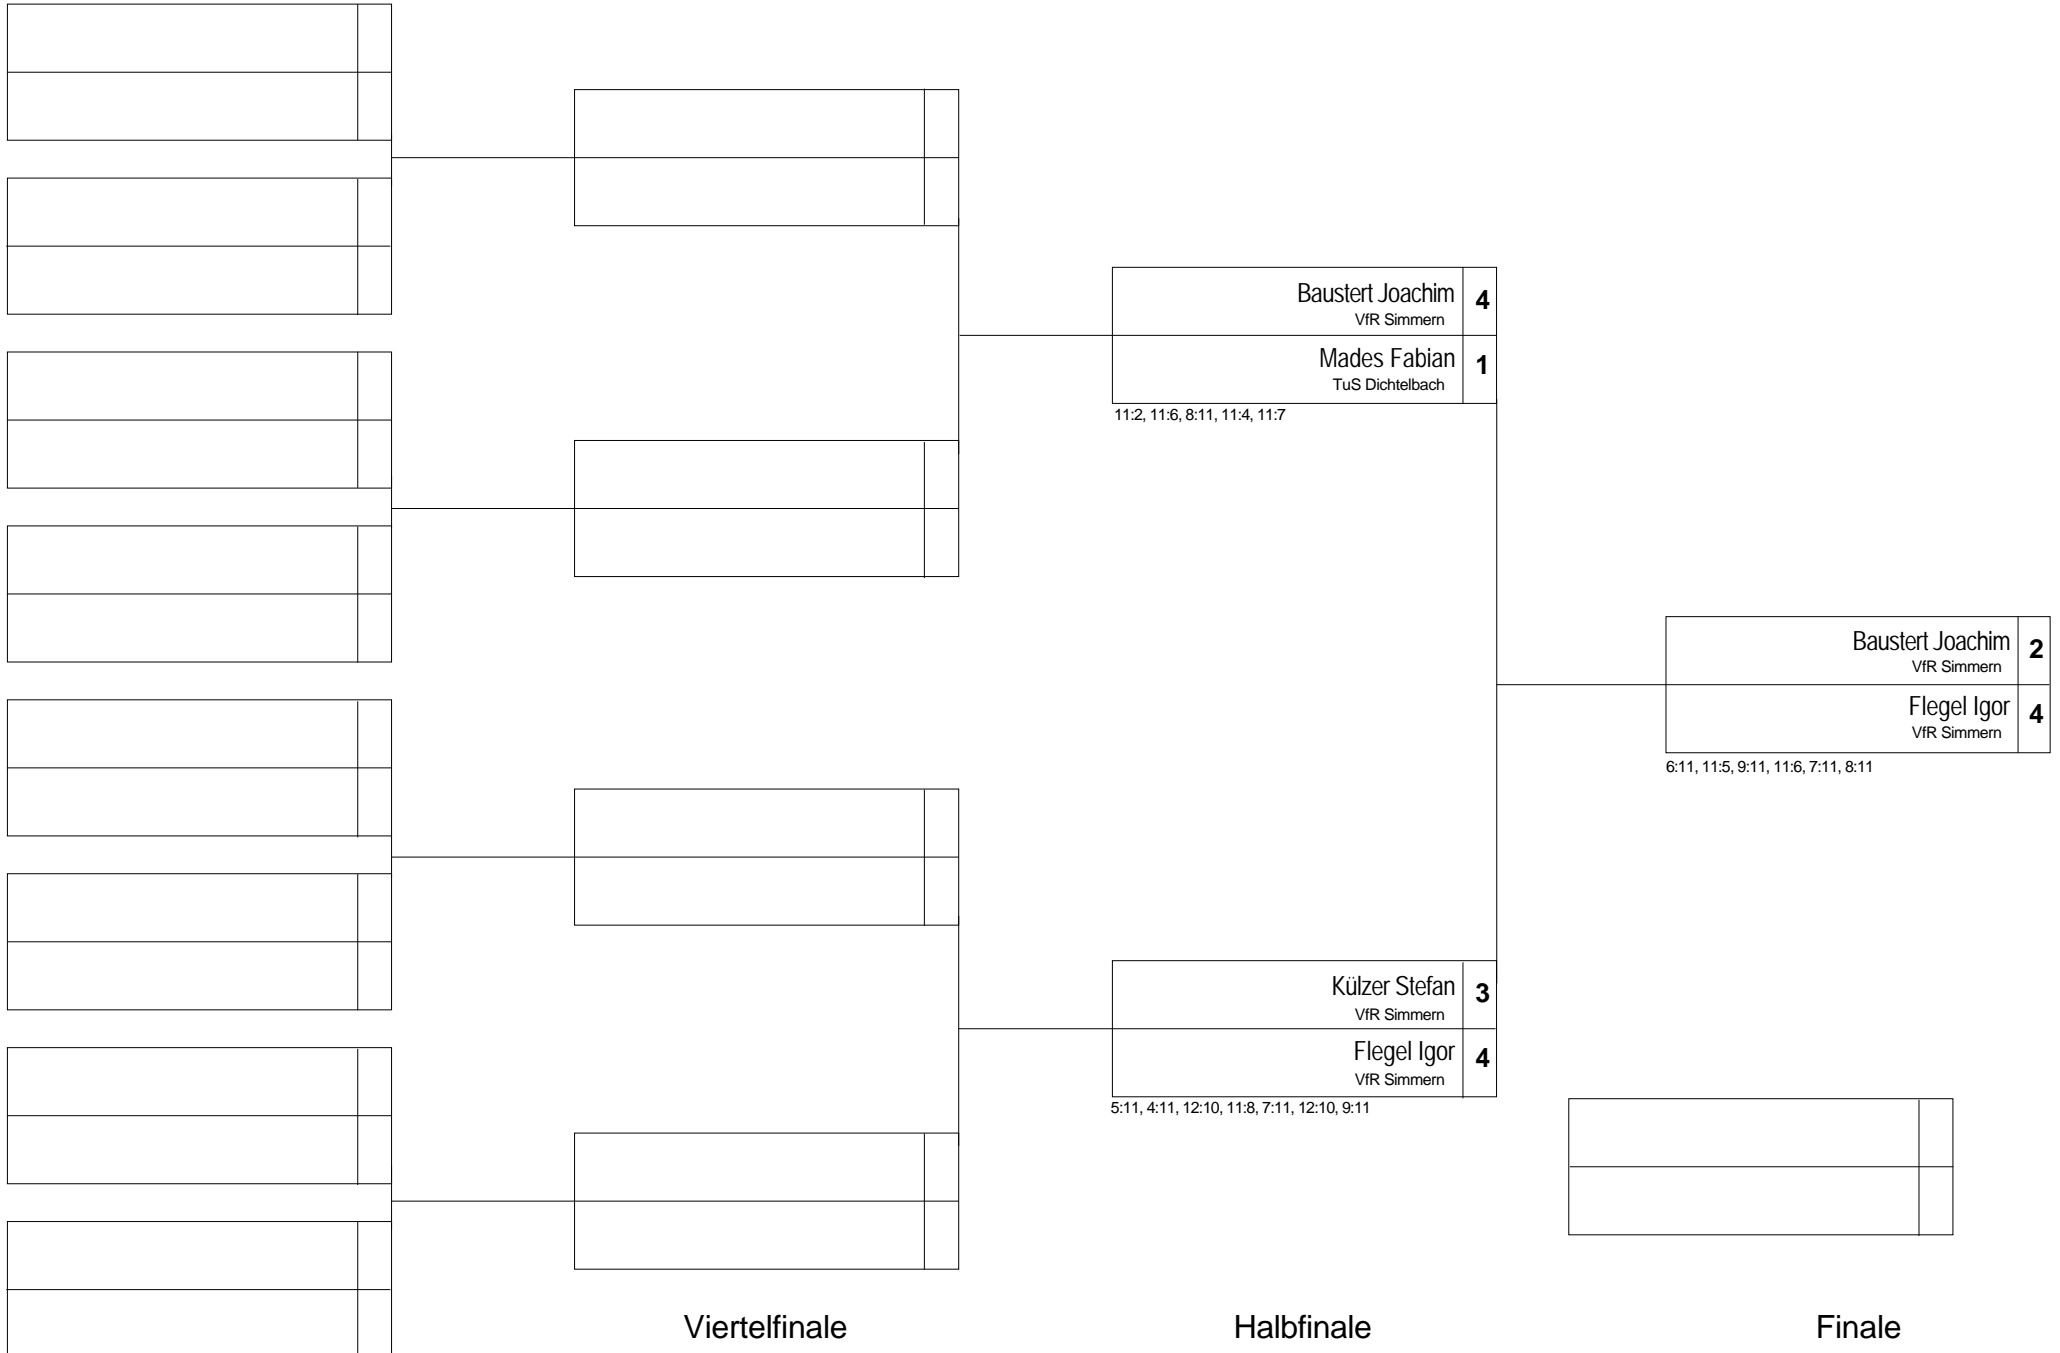 Baustert Joachim 4
VfR Simmern
Mades Fabian 1
TuS Dichtelbach
11:2, 11:6, 8:11, 11:4, 11:7
Baustert Joachim 2
VfR Simmern
Flegel Igor 4
VfR Simmern
6:11, 11:5, 9:11, 11:6, 7:11, 8:11
Külzer Stefan 3
VfR Simmern
Flegel Igor 4
VfR Simmern
5:11, 4:11, 12:10, 11:8, 7:11, 12:10, 9:11
Viertelfinale Halbfinale Finale